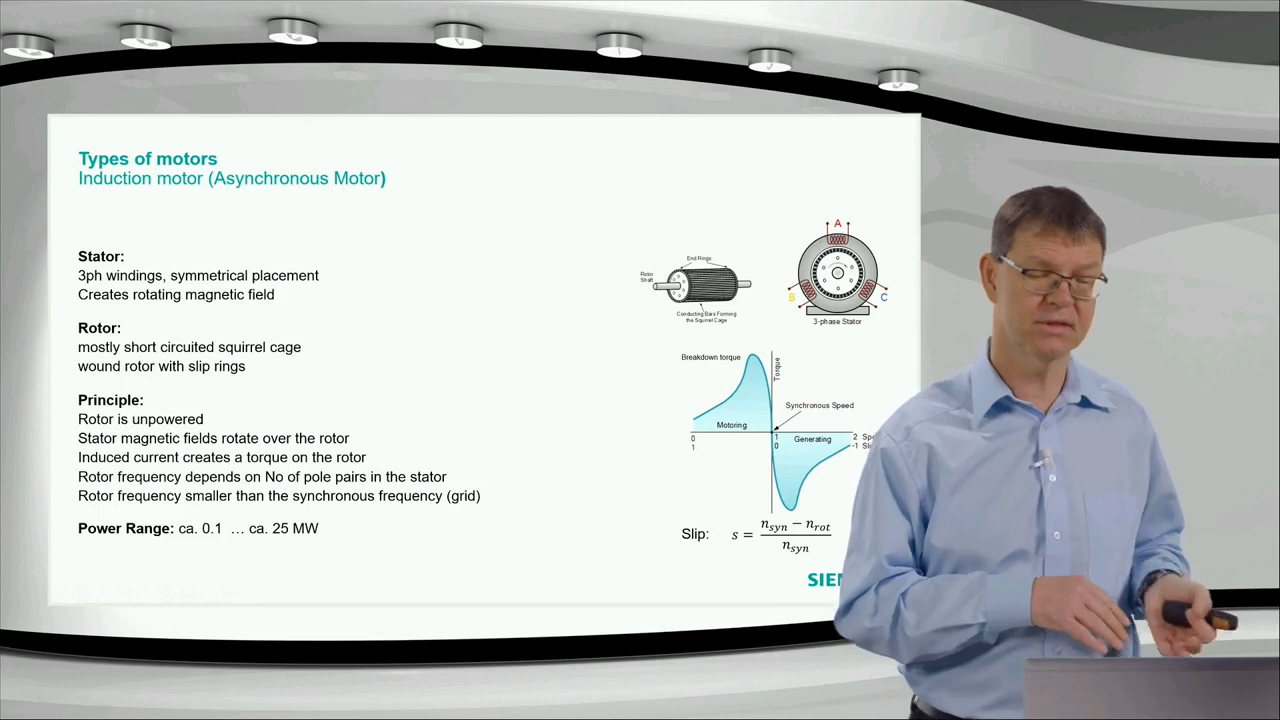 Types of motors
Induction motor (Asynchronous Motor)
Stator:
3ph windings, symmetrical placement
Creates rotating magnetic field
Rotor:
mostly short circuited squirrel cage
wound rotor with slip rings
Principle:
Rotor is unpowered
Stator magnetic fields rotate over the rotor
Induced current creates a torque on the rotor
Rotor frequency depends on No of pole pairs in the stator
Rotor frequency smaller than the synchronous frequency (grid)
Power Range: ca. 0.1 … ca. 25 MW
End Rings
Rotor
Shaft
Conducting Bars Forming
the Squirrel Cage
A
B
C
3-phase Stator
Breakdown torque
Torque
Synchronous Speed
Motoring
Generating
0 1 2
1 0 -1
Slip: s = (n_syn − n_rot) / n_syn